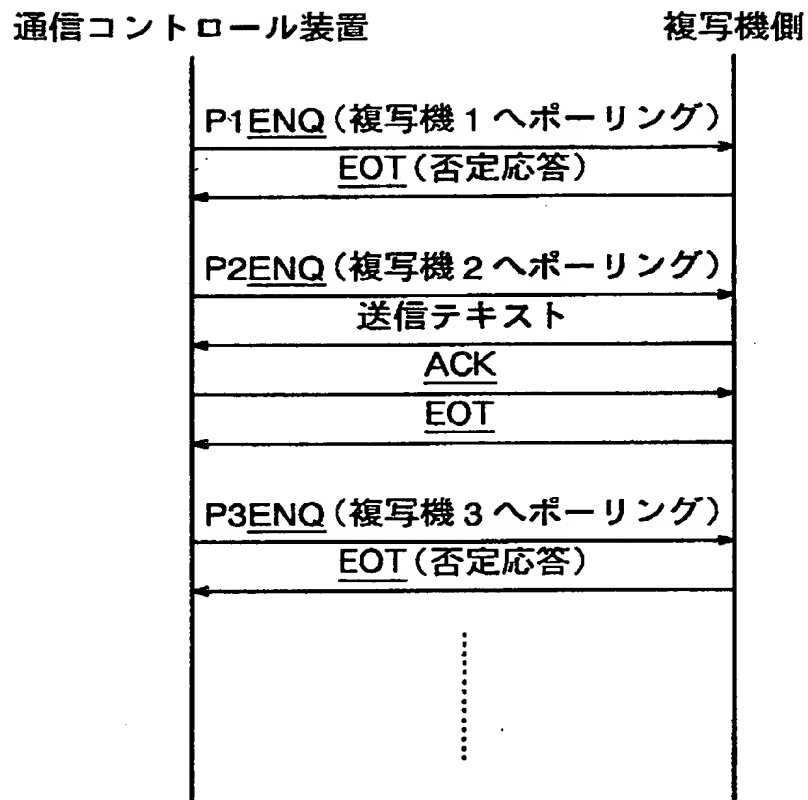 通信コントロール装置 複写機側
P1ENQ(複写機1へポーリング)
EOT(否定応答)
P2ENQ(複写機2へポーリング)
送信テキスト
ACK
EOT
P3ENQ(複写機3へポーリング)
EOT(否定応答)